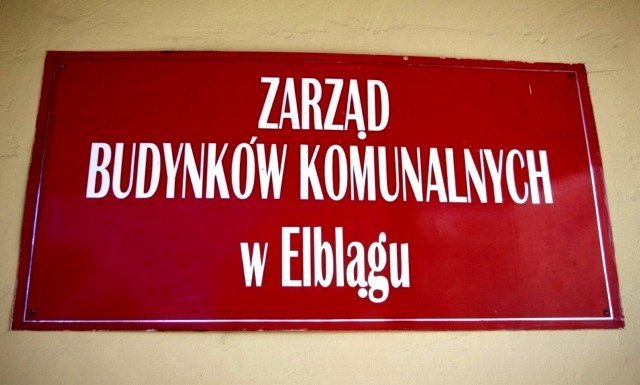 ZARZĄD
BUDYNKÓW KOMUNALNYCH
w Elblągu